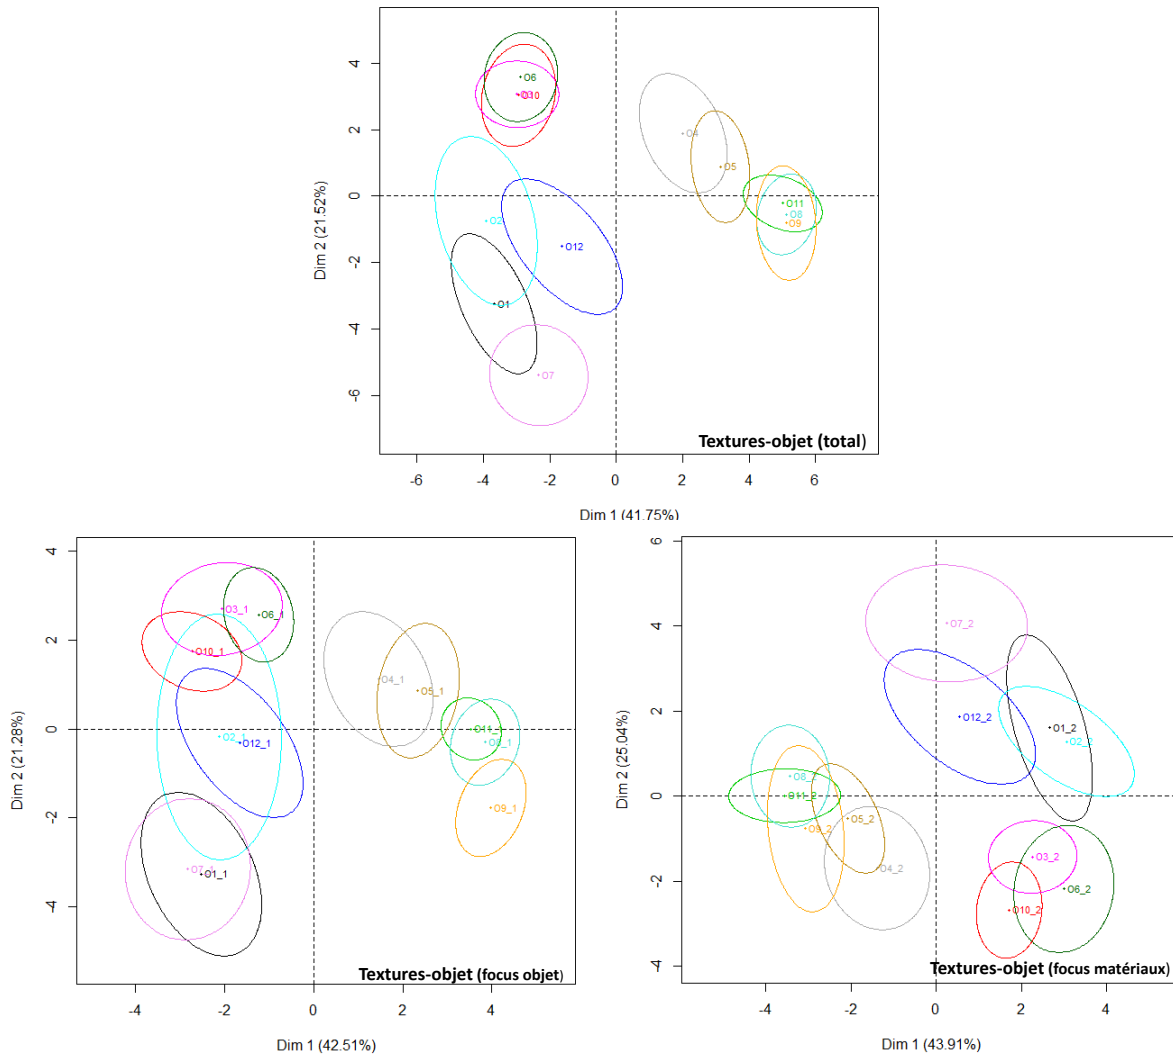 4
2
0
-2
-4
-6
Dim 2 (21.52%)
O6
O10
O4
O5
O11
O8
O9
O2
O12
O1
O7
Textures-objet (total)
-6 -4 -2 0 2 4 6
Dim 1 (41.75%)
4
2
0
-2
-4
Dim 2 (21.28%)
O3_1
O6_1
O10_1
O4_1
O5_1
O2_1
O12_1
O9_1
O1_1
Textures-objet (focus objet)
-4 -2 0 2 4
Dim 1 (42.51%)
6
4
2
0
-2
-4
Dim 2 (25.04%)
O7_2
O12_2
O1_2
O11_2
O5_2
O9_2
O4_2
O3_2
O6_2
O10_2
Textures-objet (focus matériaux)
-4 -2 0 2 4
Dim 1 (43.91%)